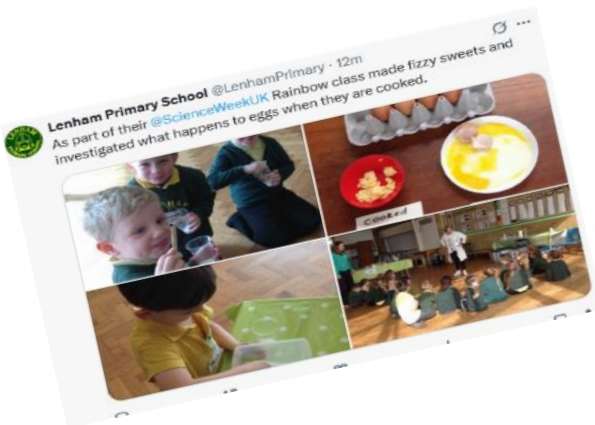 Lenham Primary School @LenhamPrimary · 12m
As part of their @ScienceWeekUK Rainbow class made fizzy sweets and
investigated what happens to eggs when they are cooked.
cooked